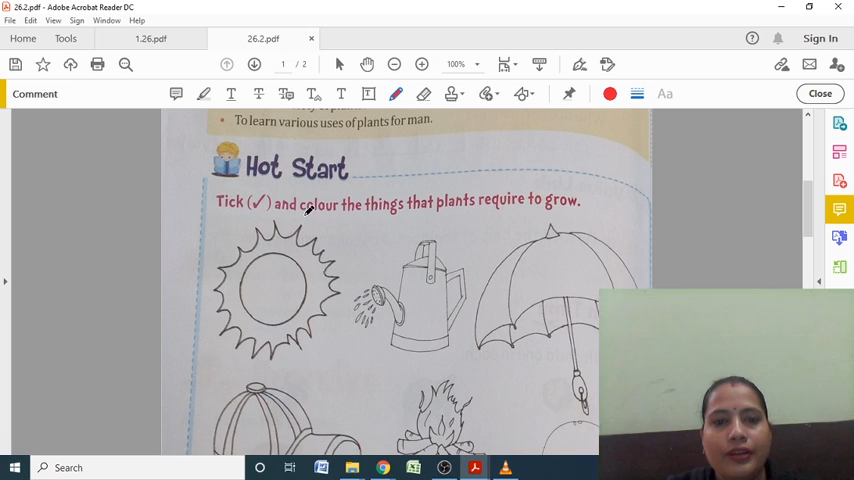 26.2.pdf - Adobe Acrobat Reader DC
File Edit View Sign Window Help
Home Tools 1.26.pdf 26.2.pdf × Sign In
1 / 2 100%
Comment Aa Close
To learn various uses of plants for man.
Hot Start
Tick (✓) and colour the things that plants require to grow.
Search